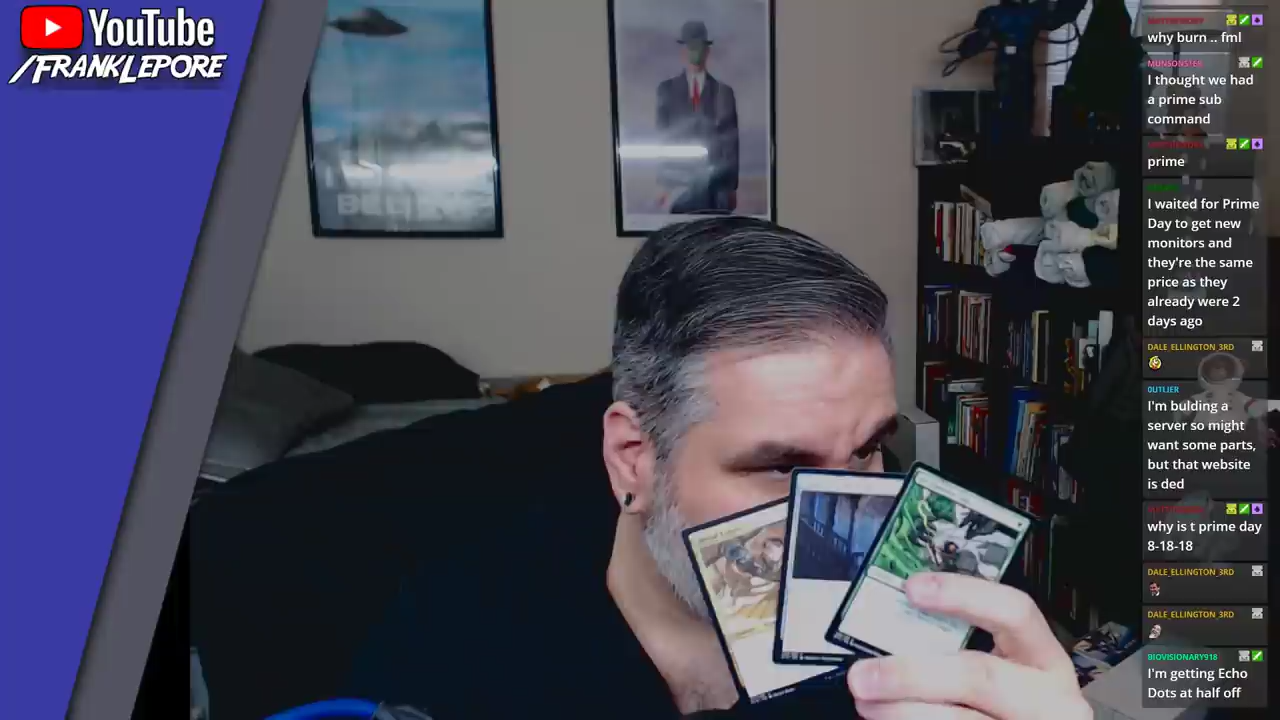 YouTube
/FRANKLEPORE
BELIEVE
why burn .. fml
MUNSONSTER
I thought we had
a prime sub
command
prime
I waited for Prime
Day to get new
monitors and
they're the same
price as they
already were 2
days ago
DALE_ELLINGTON_3RD
0UTLIER
I'm bulding a
server so might
want some parts,
but that website
is ded
why is t prime day
8-18-18
DALE_ELLINGTON_3RD
DALE_ELLINGTON_3RD
BIOVISIONARY918
I'm getting Echo
Dots at half off